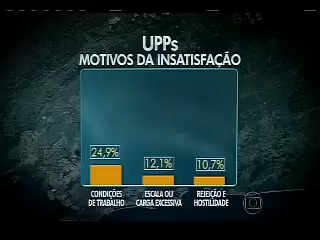 UPPs
MOTIVOS DA INSATISFAÇÃO
24,9%
12,1%
10,7%
CONDIÇÕES
DE TRABALHO
ESCALA OU
CARGA EXCESSIVA
REJEIÇÃO E
HOSTILIDADE